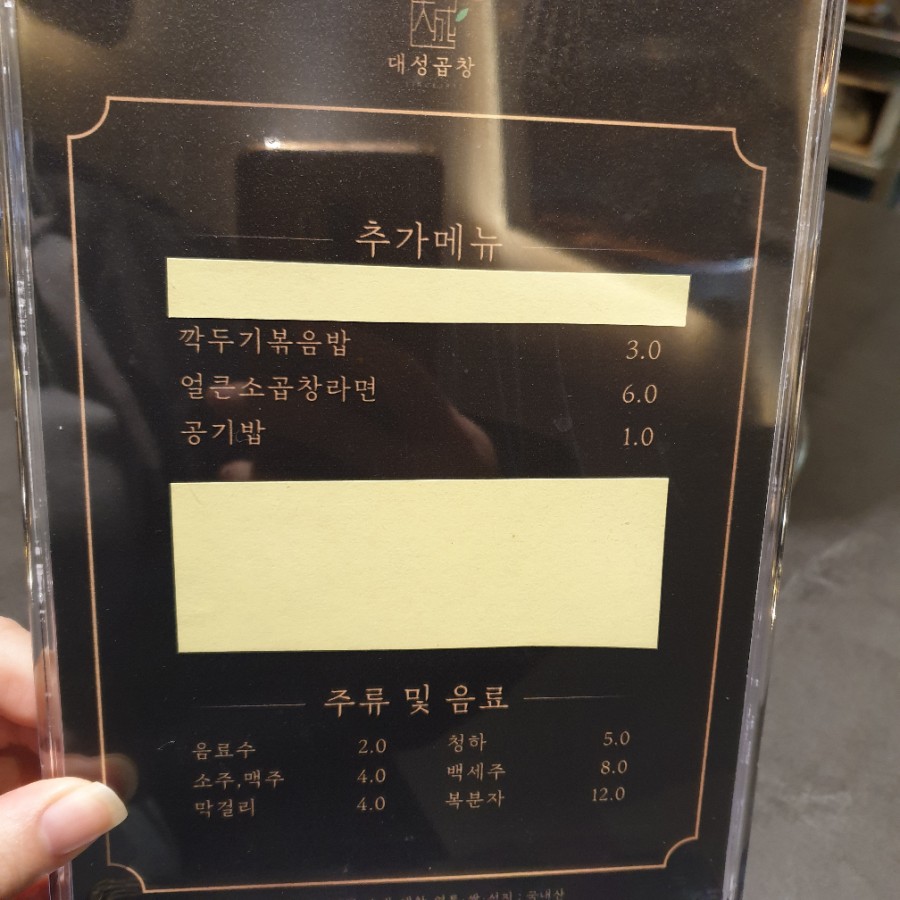 대성곱창
추가메뉴
깍두기볶음밥 3.0
얼큰소곱창라면 6.0
공기밥 1.0
주류 및 음료
음료수 2.0 청하 5.0
소주,맥주 4.0 백세주 8.0
막걸리 4.0 복분자 12.0
국내산